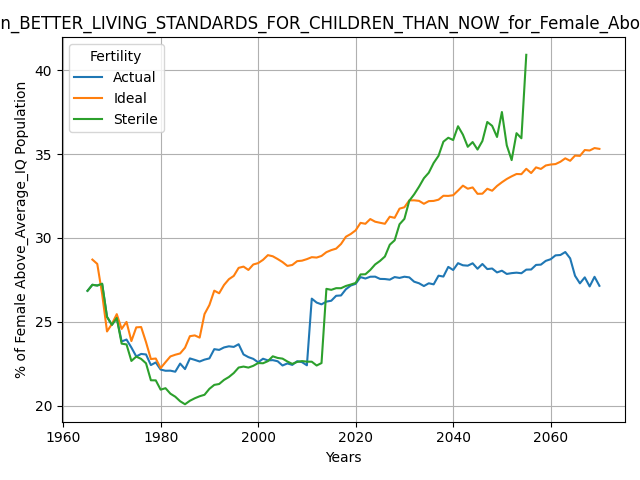 n_BETTER_LIVING_STANDARDS_FOR_CHILDREN_THAN_NOW_for_Female_Abo
Fertility
Actual
Ideal
Sterile
% of Female Above_Average_IQ Population
40
35
30
25
20
1960 1980 2000 2020 2040 2060
Years